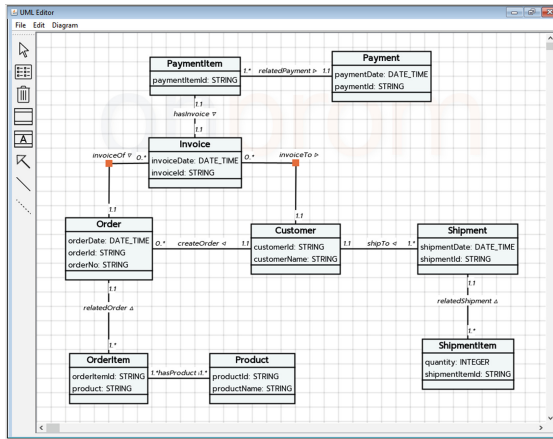 UML Editor
File Edit Diagram
PaymentItem
paymentItemId: STRING
1.* relatedPayment ▷ 1.1
Payment
paymentDate: DATE_TIME
paymentId: STRING
1.1
hasInvoice ▽
1.1
Invoice
invoiceDate: DATE_TIME
invoiceId: STRING
invoiceOf ▽ 0.*
0.* invoiceTo ▷
1.1
1.1
Order
orderDate: DATE_TIME
orderId: STRING
orderNo: STRING
0.* createOrder ◁ 1.1
Customer
customerId: STRING
customerName: STRING
1.1 shipTo ◁ 1.*
Shipment
shipmentDate: DATE_TIME
shipmentId: STRING
1.1
relatedOrder △
1.*
1.1
relatedShipment △
1.*
OrderItem
orderItemId: STRING
product: STRING
1.*hasProduct 1.*
Product
productId: STRING
productName: STRING
ShipmentItem
quantity: INTEGER
shipmentItemId: STRING
A